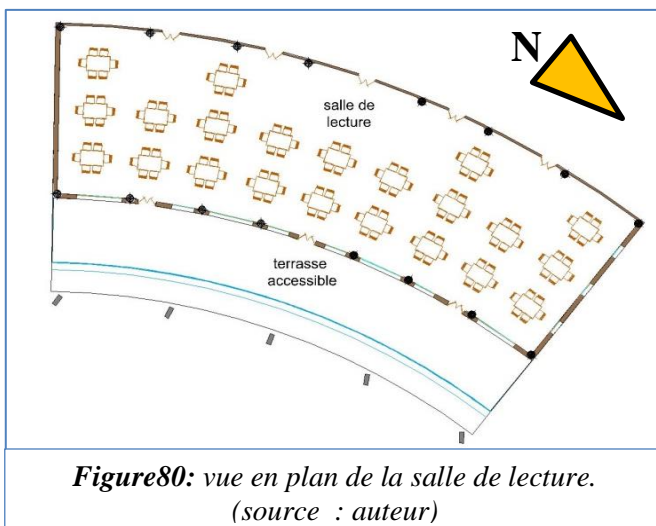 N
salle de
lecture
terrasse
accessible
Figure80: vue en plan de la salle de lecture.
(source : auteur)